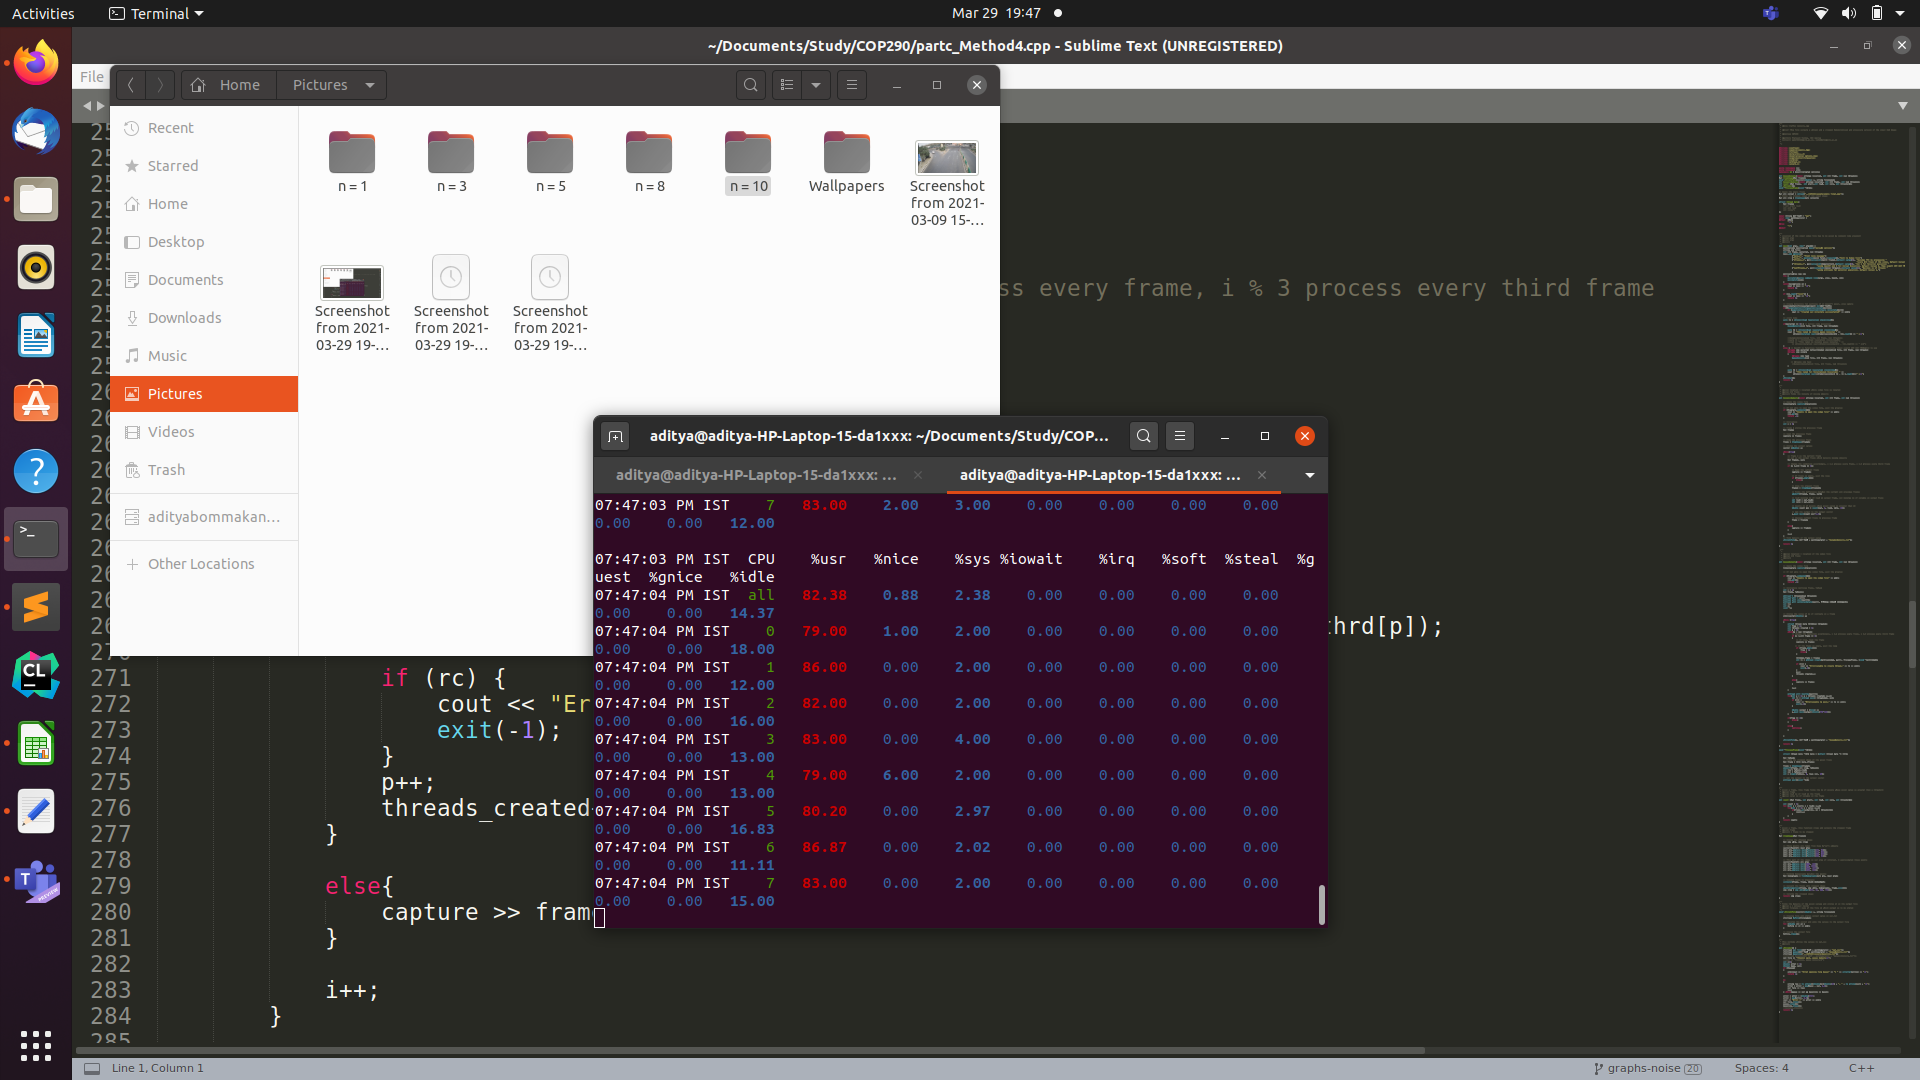 Activities
Terminal
Mar 29 19:47
~/Documents/Study/COP290/partc_Method4.cpp - Sublime Text (UNREGISTERED)
File
Home
Pictures
Recent
Starred
Home
Desktop
Documents
Downloads
Music
Pictures
Videos
Trash
adityabommakan...
Other Locations
n = 1
n = 3
n = 5
n = 8
n = 10
Wallpapers
Screenshot
from 2021-
03-09 15-...
Screenshot
from 2021-
03-29 19-...
Screenshot
from 2021-
03-29 19-...
Screenshot
from 2021-
03-29 19-...
ss every frame, i % 3 process every third frame
thrd[p]);
aditya@aditya-HP-Laptop-15-da1xxx: ~/Documents/Study/COP...
aditya@aditya-HP-Laptop-15-da1xxx: ...
aditya@aditya-HP-Laptop-15-da1xxx: ...
07:47:03 PM IST 7 83.00 2.00 3.00 0.00 0.00 0.00 0.00
0.00 0.00 12.00
07:47:03 PM IST CPU %usr %nice %sys %iowait %irq %soft %steal %g
uest %gnice %idle
07:47:04 PM IST all 82.38 0.88 2.38 0.00 0.00 0.00 0.00
0.00 0.00 14.37
07:47:04 PM IST 0 79.00 1.00 2.00 0.00 0.00 0.00 0.00
0.00 0.00 18.00
07:47:04 PM IST 1 86.00 0.00 2.00 0.00 0.00 0.00 0.00
0.00 0.00 12.00
07:47:04 PM IST 2 82.00 0.00 2.00 0.00 0.00 0.00 0.00
0.00 0.00 16.00
07:47:04 PM IST 3 83.00 0.00 4.00 0.00 0.00 0.00 0.00
0.00 0.00 13.00
07:47:04 PM IST 4 79.00 6.00 2.00 0.00 0.00 0.00 0.00
0.00 0.00 13.00
07:47:04 PM IST 5 80.20 0.00 2.97 0.00 0.00 0.00 0.00
0.00 0.00 16.83
07:47:04 PM IST 6 86.87 0.00 2.02 0.00 0.00 0.00 0.00
0.00 0.00 11.11
07:47:04 PM IST 7 83.00 0.00 2.00 0.00 0.00 0.00 0.00
0.00 0.00 15.00
271 if (rc) {
272 cout << "Er
273 exit(-1);
274 }
275 p++;
276 threads_created
277 }
278
279 else{
280 capture >> fram
281 }
282
283 i++;
284 }
285
Line 1, Column 1
graphs-noise 20
Spaces: 4
C++